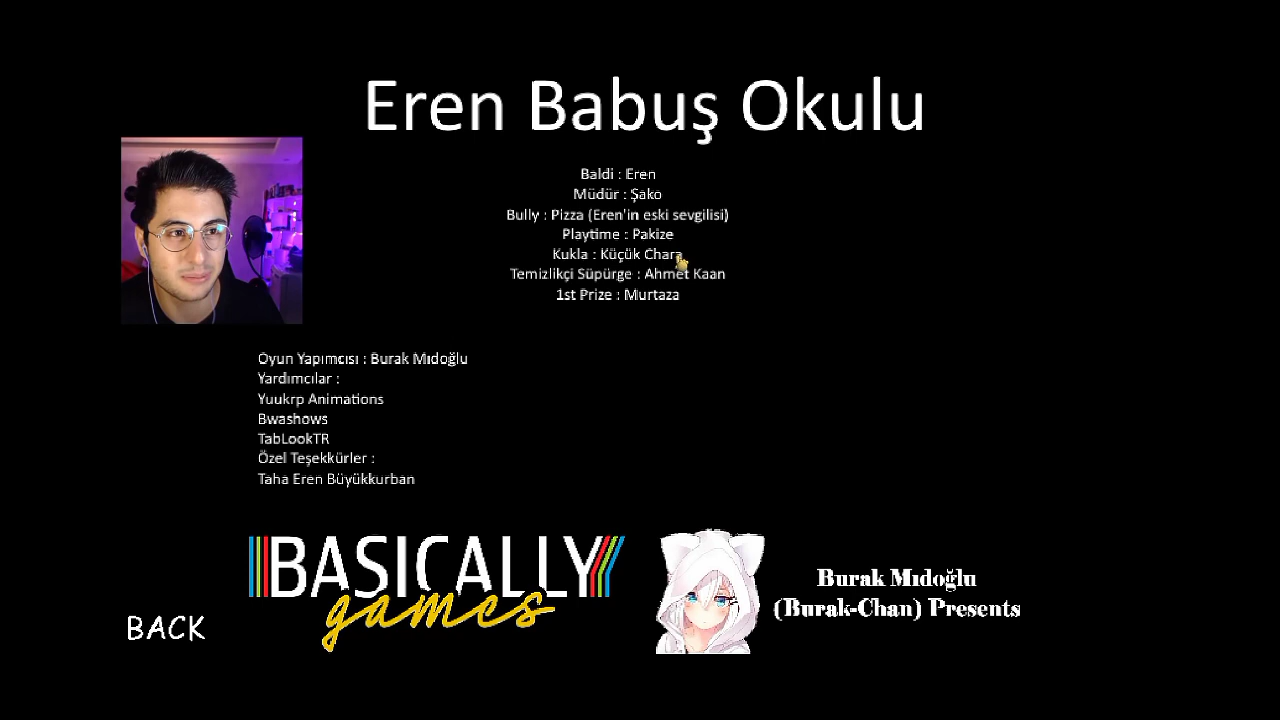 Eren Babuş Okulu
Baldi : Eren
Müdür : Şako
Bully : Pizza (Eren'in eski sevgilisi)
Playtime : Pakize
Kukla : Küçük Chara
Temizlikçi Süpürge : Ahmet Kaan
1st Prize : Murtaza
Oyun Yapımcısı : Burak Mıdoğlu
Yardımcılar :
Yuukrp Animations
Bwashows
TabLookTR
Özel Teşekkürler :
Taha Eren Büyükkurban
BASICALLY
games
Burak Mıdoğlu
(Burak-Chan) Presents
BACK